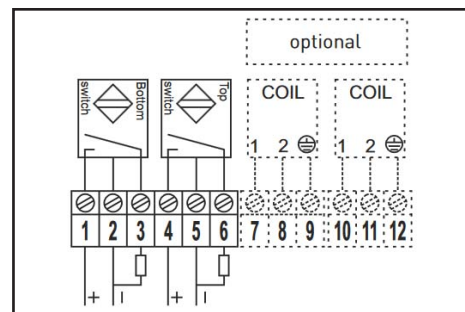 optional
Bottom switch
Top switch
COIL
COIL
1 2
1 2
1 2 3 4 5 6 7 8 9 10 11 12
+ − + −